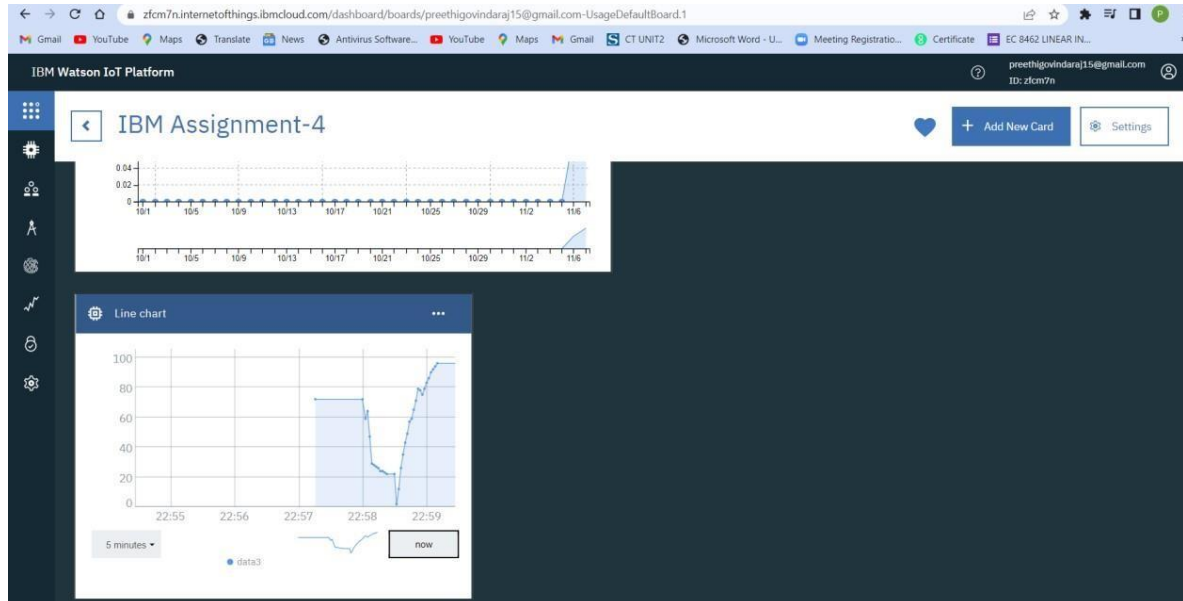 zfcm7n.internetofthings.ibmcloud.com/dashboard/boards/preethigovindaraj15@gmail.com-UsageDefaultBoard.1
P
Gmail YouTube Maps Translate News Antivirus Software... YouTube Maps Gmail CT UNIT2 Microsoft Word - U... Meeting Registratio... Certificate EC 8462 LINEAR IN...
IBM Watson IoT Platform
preethigovindaraj15@gmail.com
ID: zfcm7n
IBM Assignment-4
+ Add New Card
Settings
0.04
0.02
0
10/1 10/5 10/9 10/13 10/17 10/21 10/25 10/29 11/2 11/6
10/1 10/5 10/9 10/13 10/17 10/21 10/25 10/29 11/2 11/6
Line chart
100
80
60
40
20
0
22:55 22:56 22:57 22:58 22:59
5 minutes
now
data3